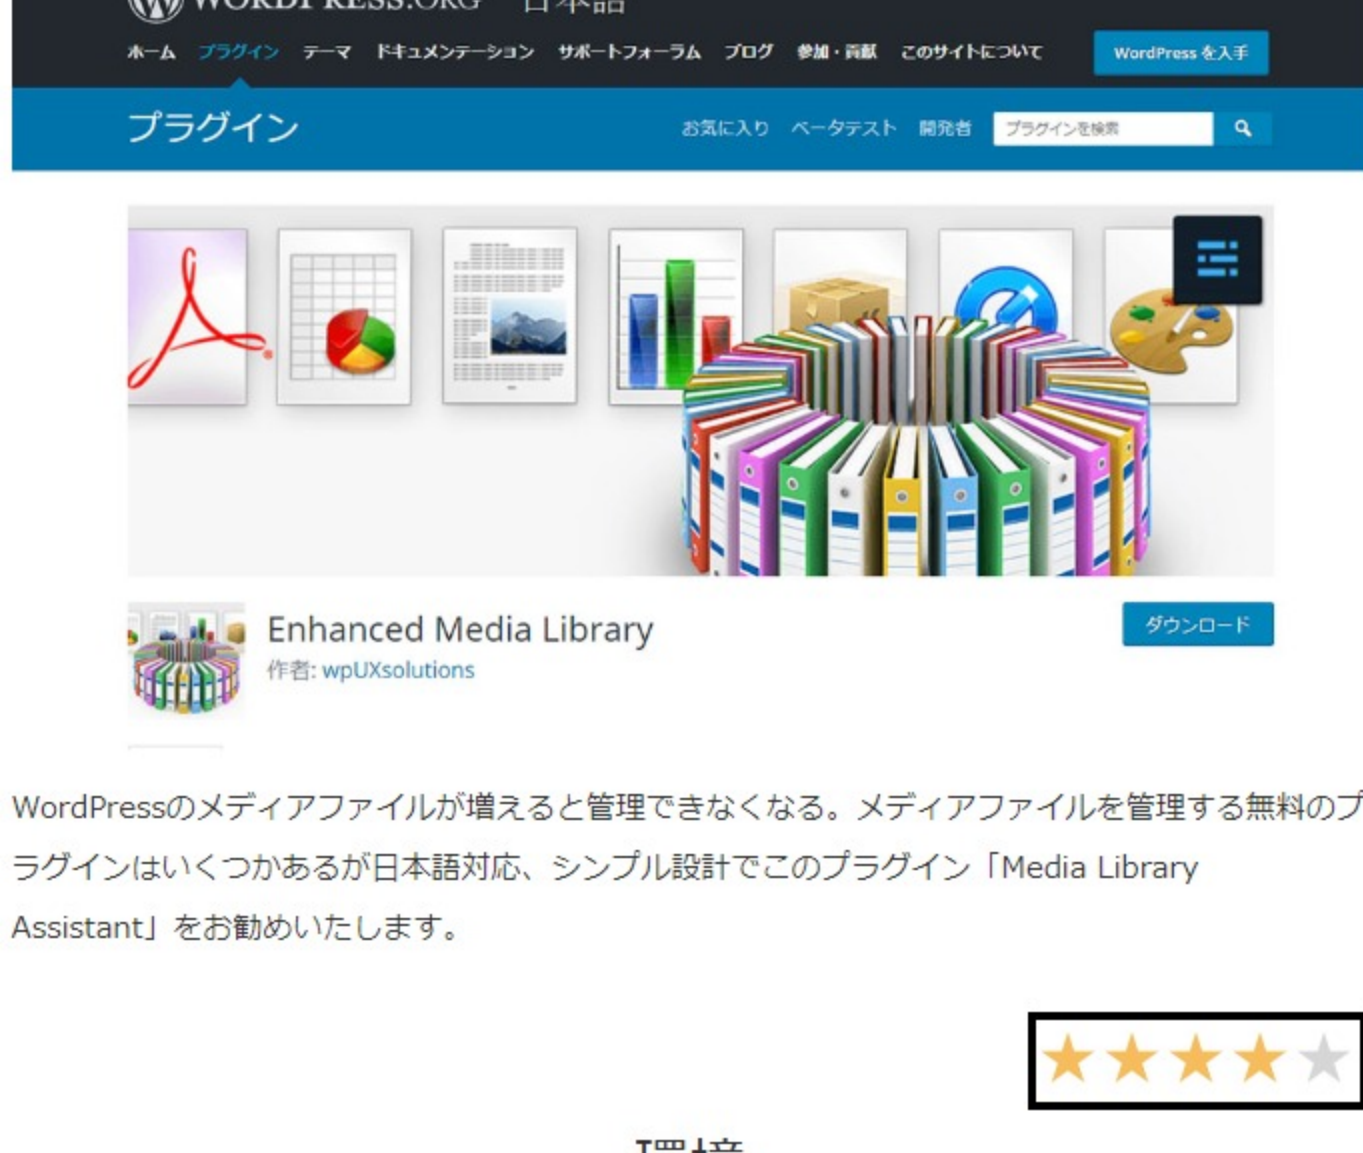 WORDPRESS.ORG 日本語
ホーム プラグイン テーマ ドキュメンテーション サポートフォーラム ブログ 参加・貢献 このサイトについて WordPress を入手
プラグイン お気に入り ベータテスト 開発者 プラグインを検索
Enhanced Media Library
ダウンロード
作者: wpUXsolutions
WordPressのメディアファイルが増えると管理できなくなる。メディアファイルを管理する無料のプ
ラグインはいくつかあるが日本語対応、シンプル設計でこのプラグイン「Media Library
Assistant」をお勧めいたします。
環境